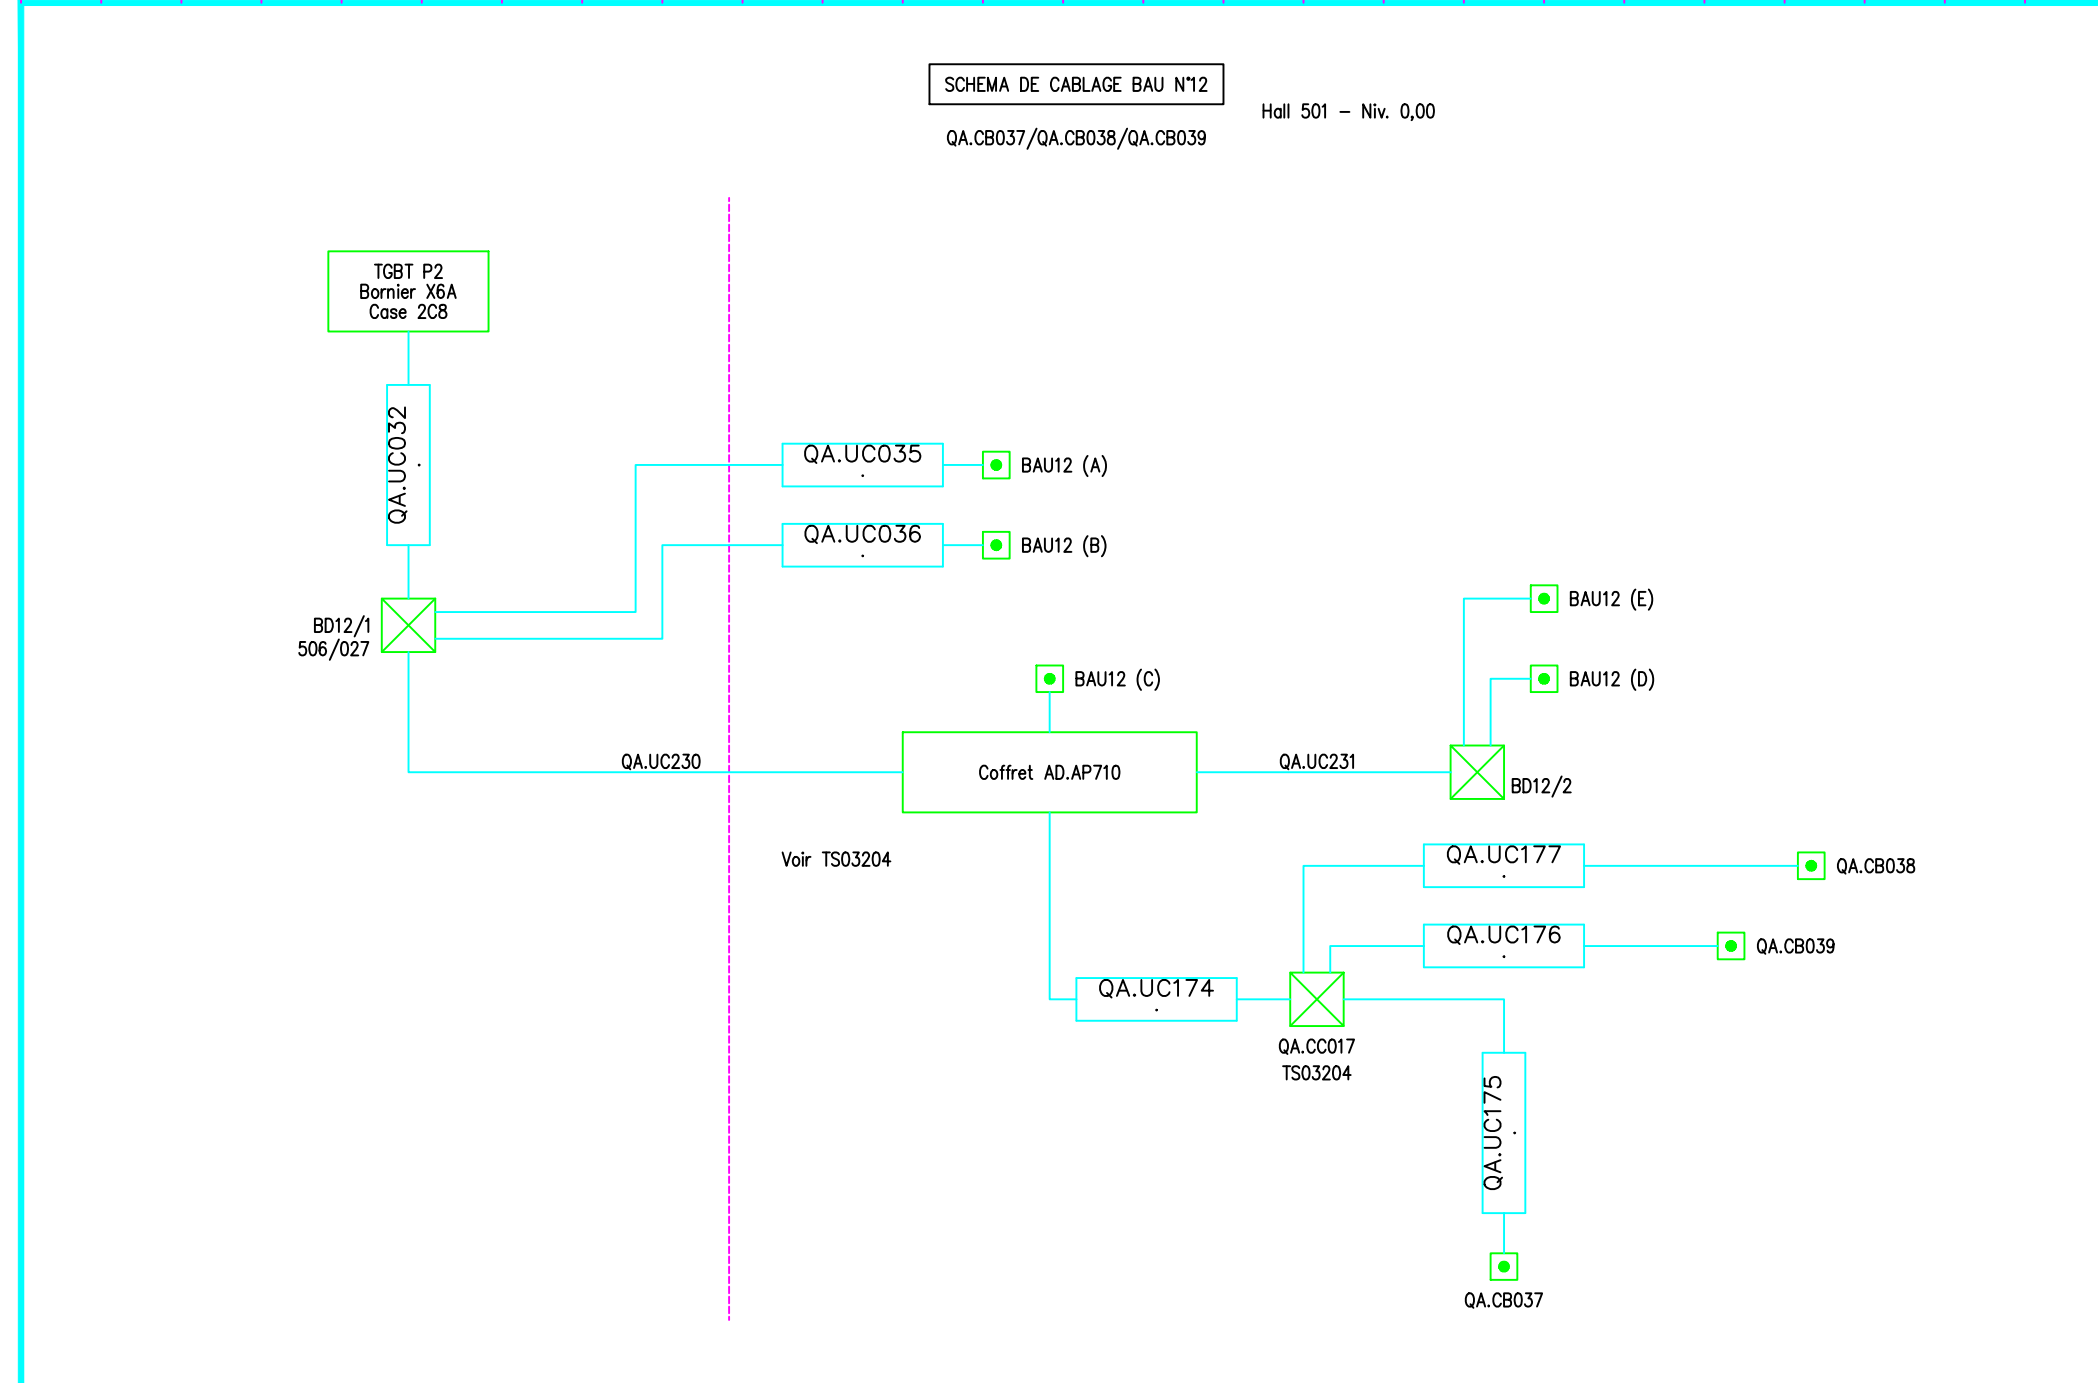 SCHEMA DE CABLAGE BAU N°12
Hall 501 – Niv. 0,00
QA.CB037/QA.CB038/QA.CB039
TGBT P2
Bornier X6A
Case 2C8
QA.UC032
QA.UC035
BAU12 (A)
QA.UC036
BAU12 (B)
BD12/1
506/027
BAU12 (E)
BAU12 (C)
BAU12 (D)
QA.UC230
Coffret AD.AP710
QA.UC231
BD12/2
Voir TS03204
QA.UC177
QA.CB038
QA.UC176
QA.CB039
QA.UC174
QA.CC017
TS03204
QA.UC175
QA.CB037